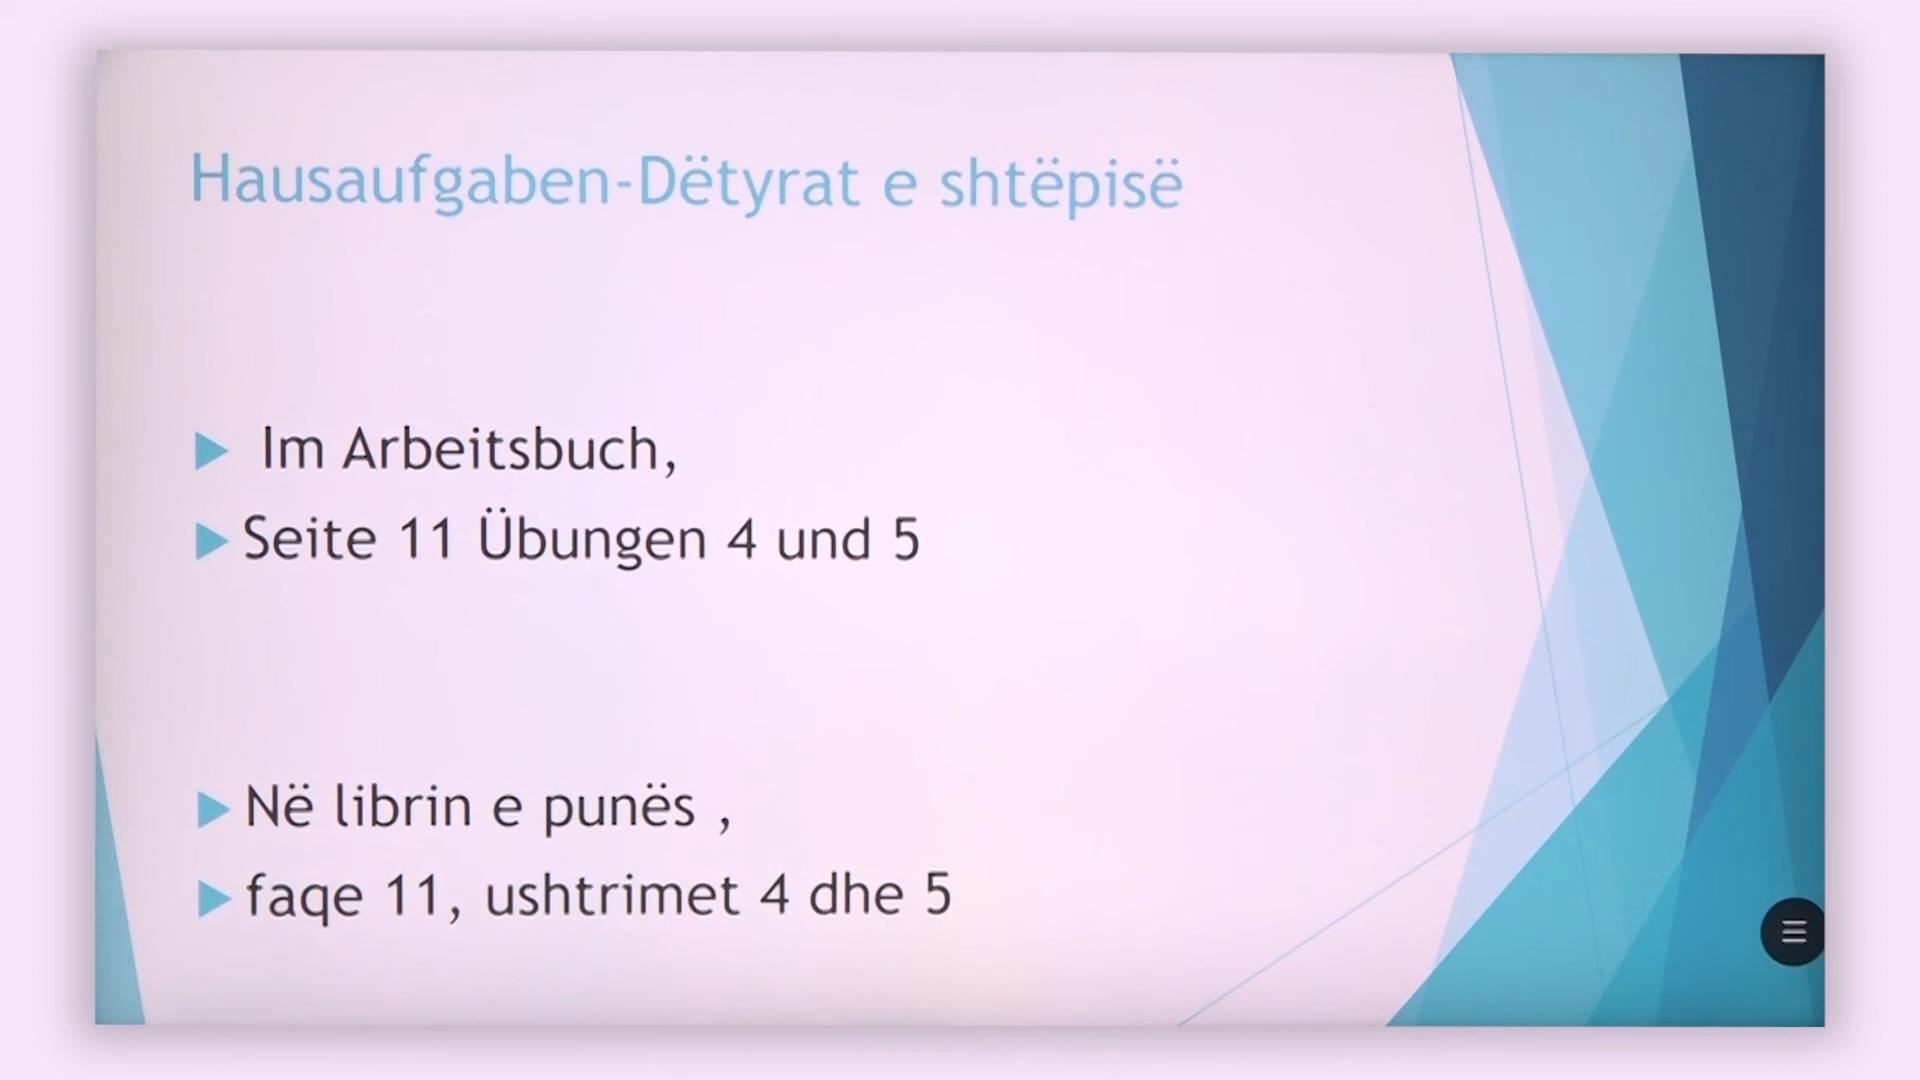 Hausaufgaben-Dëtyrat e shtëpisë
Im Arbeitsbuch,
Seite 11 Übungen 4 und 5
Në librin e punës ,
faqe 11, ushtrimet 4 dhe 5